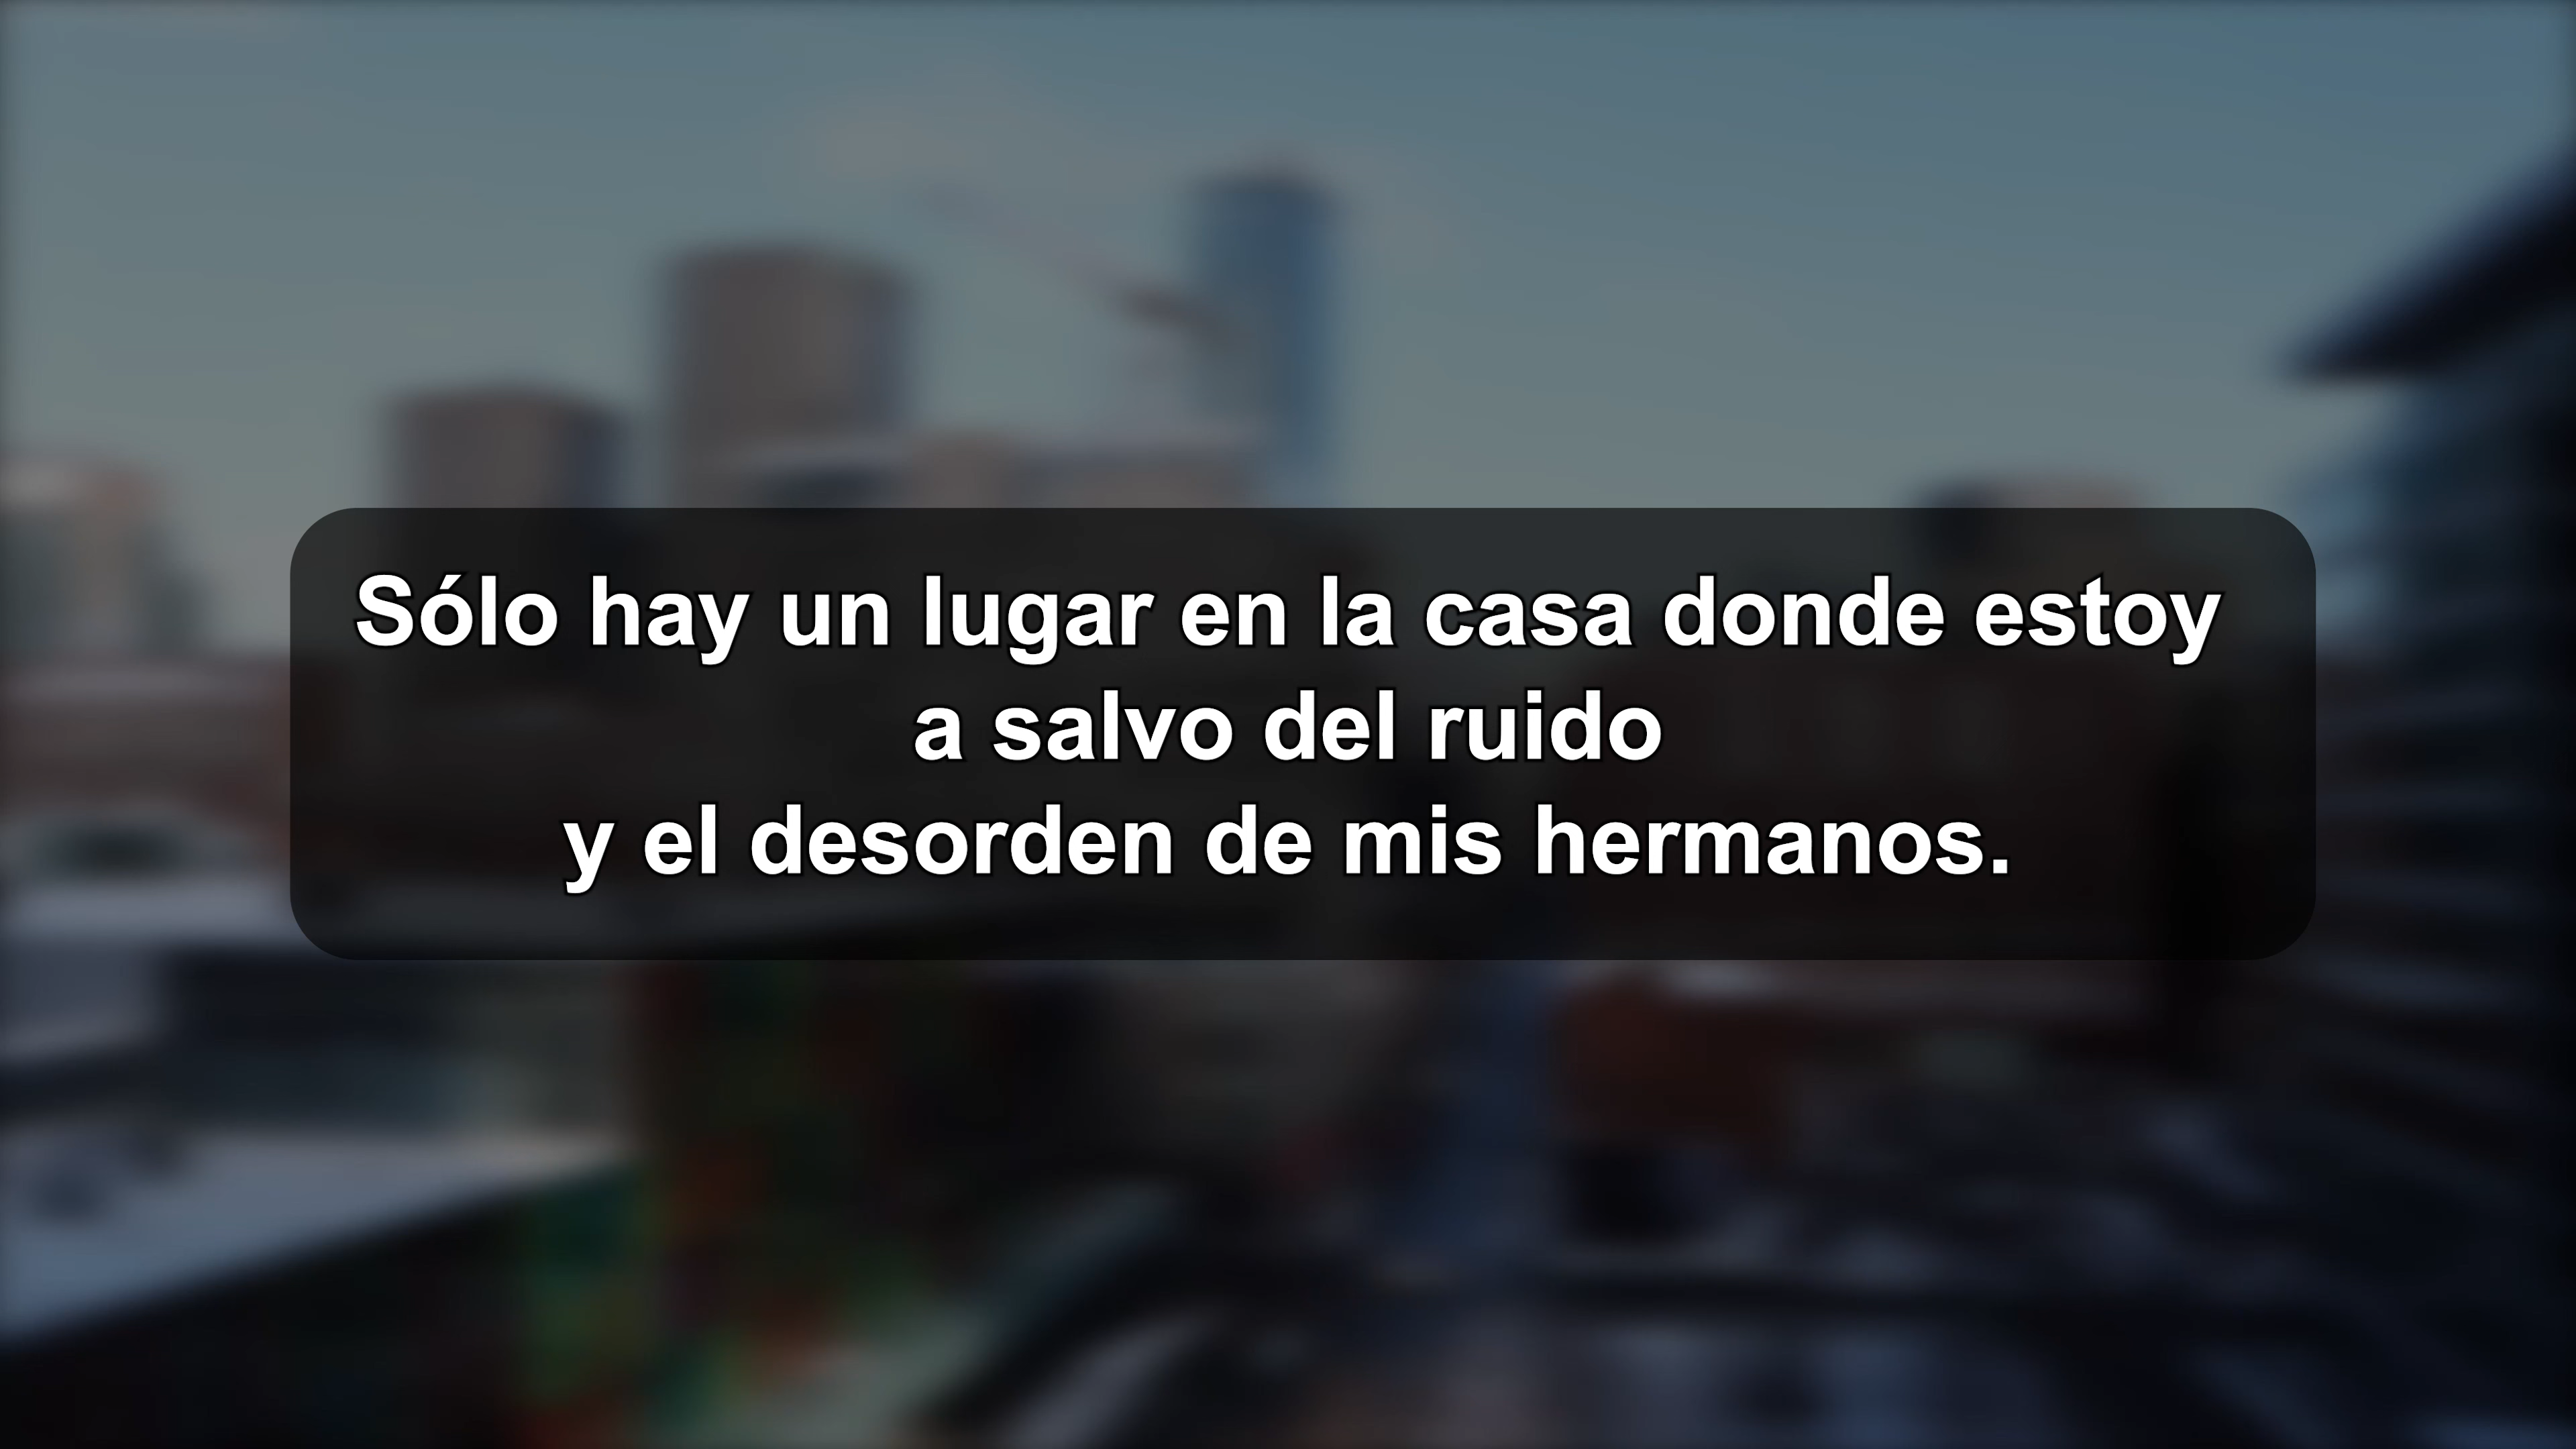 Sólo hay un lugar en la casa donde estoy
a salvo del ruido
y el desorden de mis hermanos.